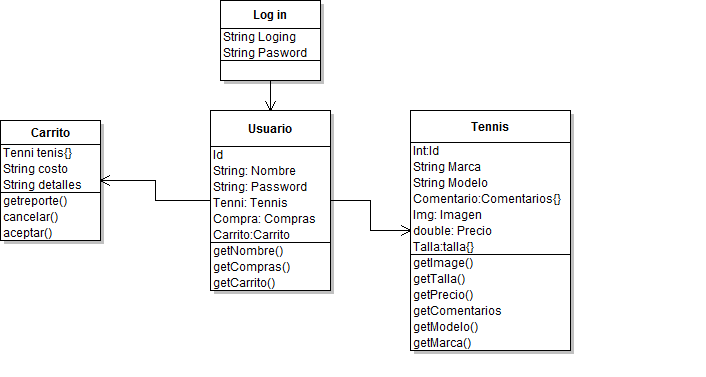 Log in
String Loging
String Pasword
Carrito
Tenni tenis{}
String costo
String detalles
getreporte()
cancelar()
aceptar()
Usuario
Id
String: Nombre
String: Password
Tenni: Tennis
Compra: Compras
Carrito:Carrito
getNombre()
getCompras()
getCarrito()
Tennis
Int:Id
String Marca
String Modelo
Comentario:Comentarios{}
Img: Imagen
double: Precio
Talla:talla{}
getImage()
getTalla()
getPrecio()
getComentarios
getModelo()
getMarca()